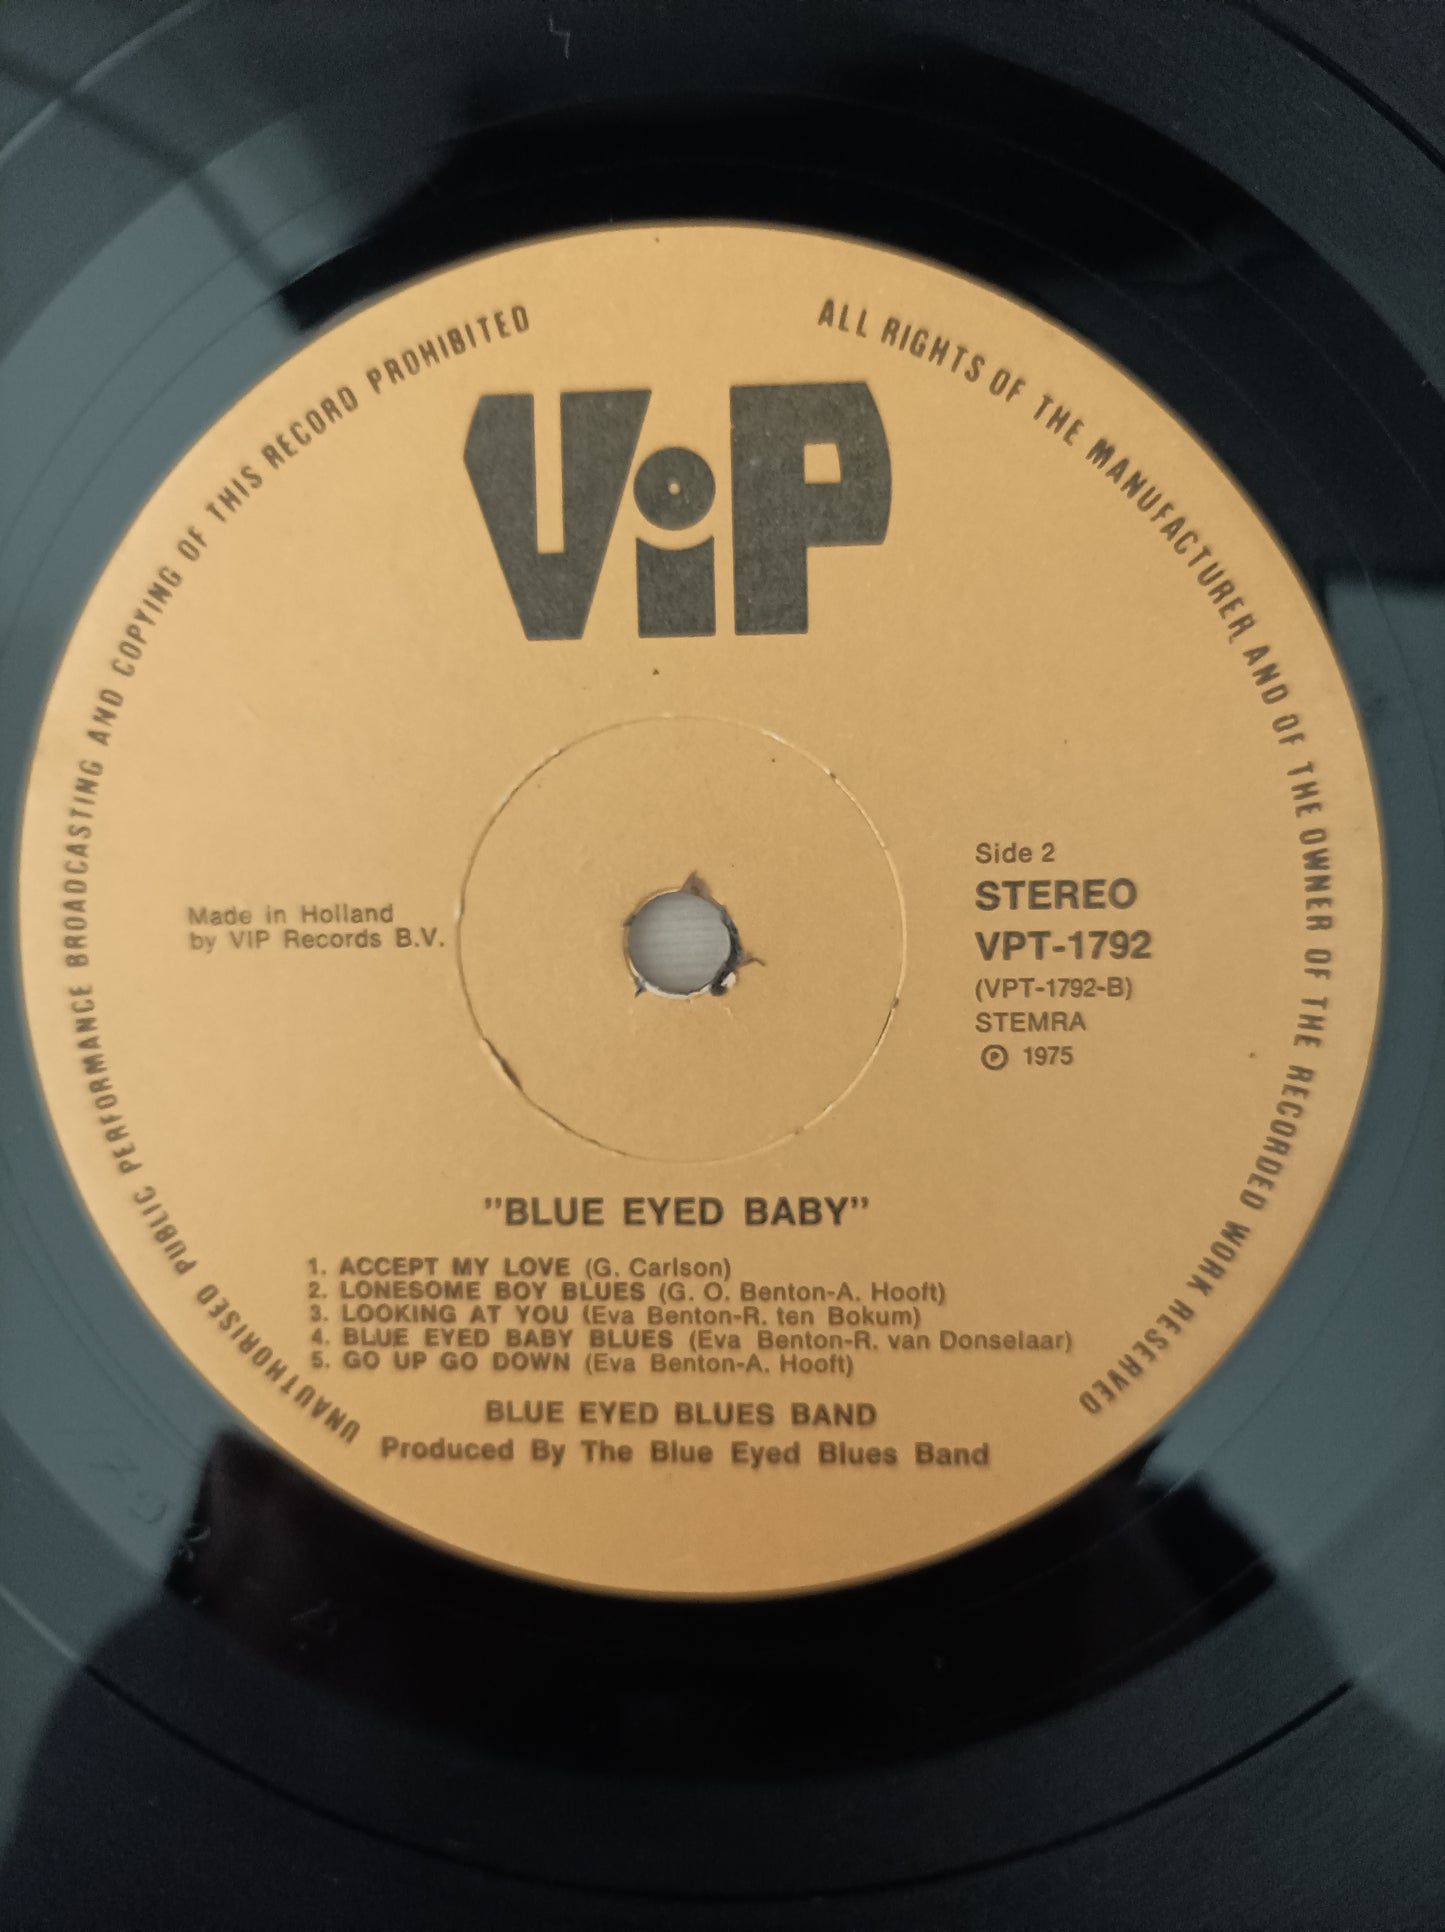 UNAUTHORISED PUBLIC PERFORMANCE BROADCASTING AND COPYING OF THIS RECORD PROHIBITED
ALL RIGHTS OF THE MANUFACTURER AND OF THE OWNER OF THE RECORDED WORK RESERVED
ViP
Made in Holland
by VIP Records B.V.
Side 2
STEREO
VPT-1792
(VPT-1792-B)
STEMRA
℗ 1975
"BLUE EYED BABY"
1. ACCEPT MY LOVE (G. Carlson)
2. LONESOME BOY BLUES (G. O. Benton-A. Hooft)
3. LOOKING AT YOU (Eva Benton-R. ten Bokum)
4. BLUE EYED BABY BLUES (Eva Benton-R. van Donselaar)
5. GO UP GO DOWN (Eva Benton-A. Hooft)
BLUE EYED BLUES BAND
Produced By The Blue Eyed Blues Band